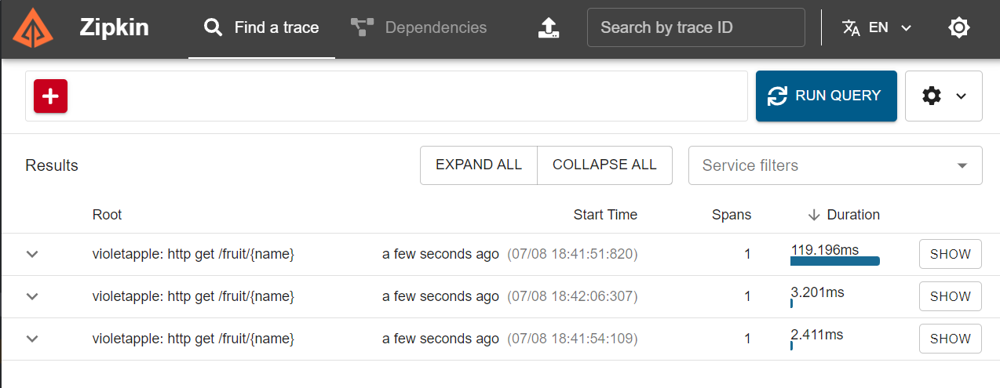 Zipkin Find a trace Dependencies Search by trace ID EN
RUN QUERY
Results EXPAND ALL COLLAPSE ALL Service filters
Root Start Time Spans Duration
violetapple: http get /fruit/{name} a few seconds ago (07/08 18:41:51:820) 1 119.196ms SHOW
violetapple: http get /fruit/{name} a few seconds ago (07/08 18:42:06:307) 1 3.201ms SHOW
violetapple: http get /fruit/{name} a few seconds ago (07/08 18:41:54:109) 1 2.411ms SHOW